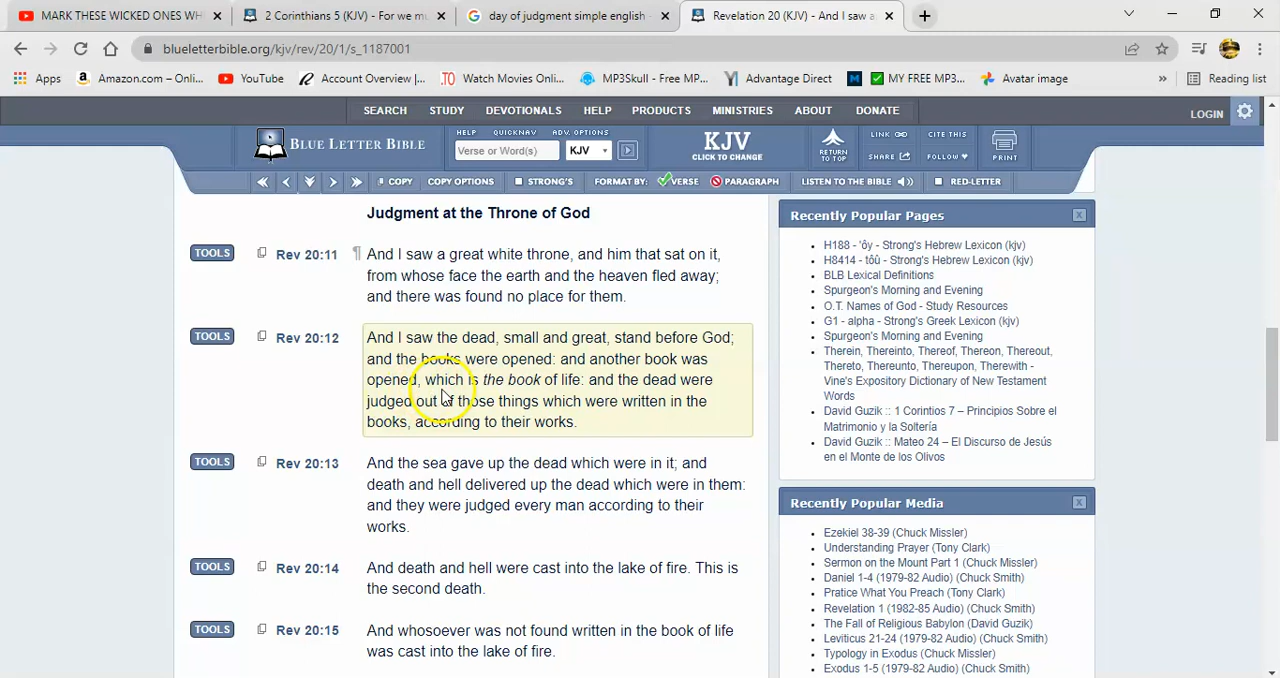 MARK THESE WICKED ONES WH
2 Corinthians 5 (KJV) - For we mu
day of judgment simple english -
Revelation 20 (KJV) - And I saw a
blueletterbible.org/kjv/rev/20/1/s_1187001
Apps
Amazon.com – Onli...
YouTube
Account Overview |...
TO
Watch Movies Onli...
MP3Skull - Free MP...
Advantage Direct
M
MY FREE MP3...
Avatar image
»
Reading list
SEARCH STUDY DEVOTIONALS HELP PRODUCTS MINISTRIES ABOUT DONATE
LOGIN
BLUE LETTER BIBLE
HELP QUICKNAV ADV. OPTIONS
Verse or Word(s)
KJV
KJV
CLICK TO CHANGE
RETURN
TO TOP
LINK
CITE THIS
SHARE
FOLLOW
PRINT
COPY COPY OPTIONS STRONG'S FORMAT BY: VERSE PARAGRAPH LISTEN TO THE BIBLE RED-LETTER
Judgment at the Throne of God
TOOLS Rev 20:11 ¶ And I saw a great white throne, and him that sat on it,
from whose face the earth and the heaven fled away;
and there was found no place for them.
TOOLS Rev 20:12 And I saw the dead, small and great, stand before God;
and the books were opened: and another book was
opened, which is the book of life: and the dead were
judged out of those things which were written in the
books, according to their works.
TOOLS Rev 20:13 And the sea gave up the dead which were in it; and
death and hell delivered up the dead which were in them:
and they were judged every man according to their
works.
TOOLS Rev 20:14 And death and hell were cast into the lake of fire. This is
the second death.
TOOLS Rev 20:15 And whosoever was not found written in the book of life
was cast into the lake of fire.
Recently Popular Pages
H188 - 'ôy - Strong's Hebrew Lexicon (kjv)
H8414 - tôû - Strong's Hebrew Lexicon (kjv)
BLB Lexical Definitions
Spurgeon's Morning and Evening
O.T. Names of God - Study Resources
G1 - alpha - Strong's Greek Lexicon (kjv)
Spurgeon's Morning and Evening
Therein, Thereinto, Thereof, Thereon, Thereout,
Thereto, Thereunto, Thereupon, Therewith -
Vine's Expository Dictionary of New Testament
Words
David Guzik :: 1 Corintios 7 – Principios Sobre el
Matrimonio y la Soltería
David Guzik :: Mateo 24 – El Discurso de Jesús
en el Monte de los Olivos
Recently Popular Media
Ezekiel 38-39 (Chuck Missler)
Understanding Prayer (Tony Clark)
Sermon on the Mount Part 1 (Chuck Missler)
Daniel 1-4 (1979-82 Audio) (Chuck Smith)
Pratice What You Preach (Tony Clark)
Revelation 1 (1982-85 Audio) (Chuck Smith)
The Fall of Religious Babylon (David Guzik)
Leviticus 21-24 (1979-82 Audio) (Chuck Smith)
Typology in Exodus (Chuck Missler)
Exodus 1-5 (1979-82 Audio) (Chuck Smith)